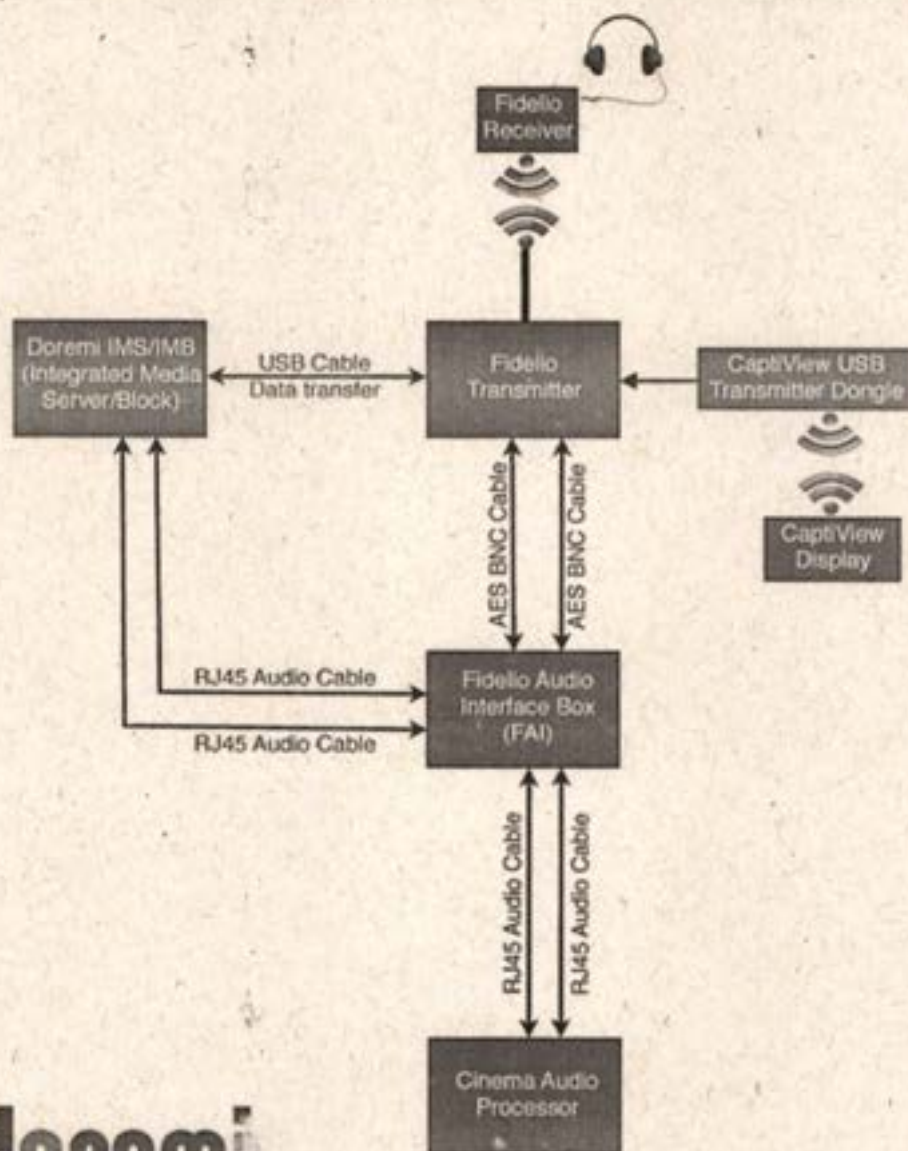 Fidelio
Receiver
Doremi IMS/IMB
(Integrated Media
Server/Block)
USB Cable
Data transfer
Fidelio
Transmitter
CaptiView USB
Transmitter Dongle
CaptiView
Display
AES BNC Cable
AES BNC Cable
RJ45 Audio Cable
RJ45 Audio Cable
Fidelio Audio
Interface Box
(FAI)
RJ45 Audio Cable
RJ45 Audio Cable
Cinema Audio
Processor